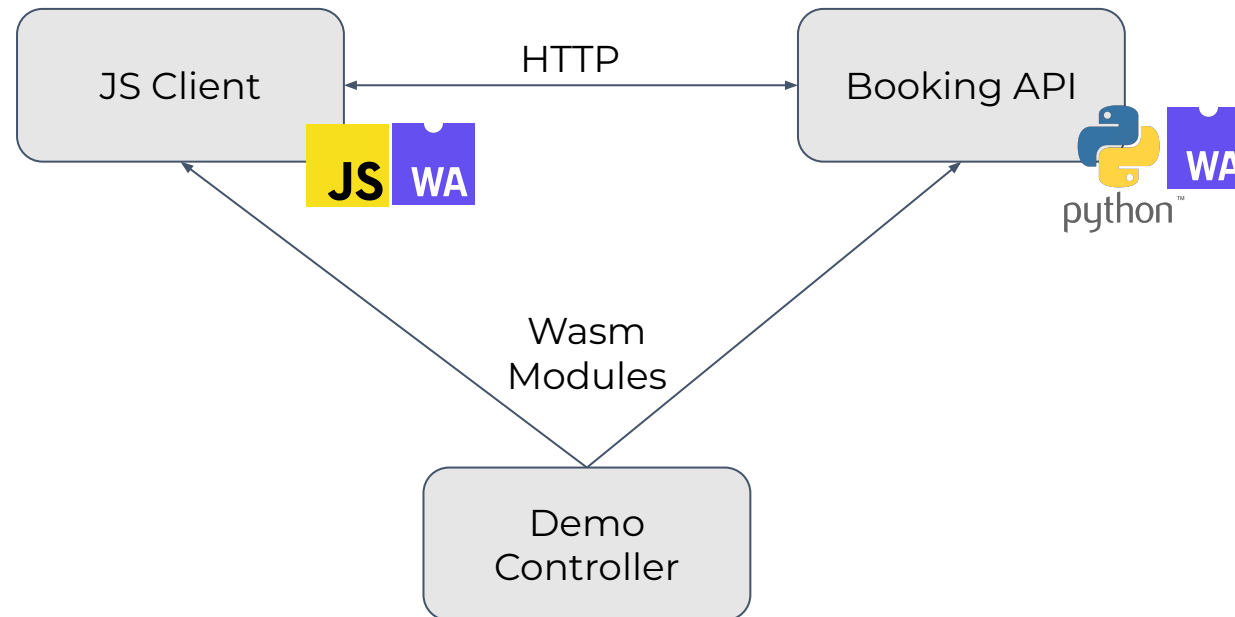 JS Client
HTTP
Booking API
JS
WA
WA
python™
Wasm
Modules
Demo
Controller